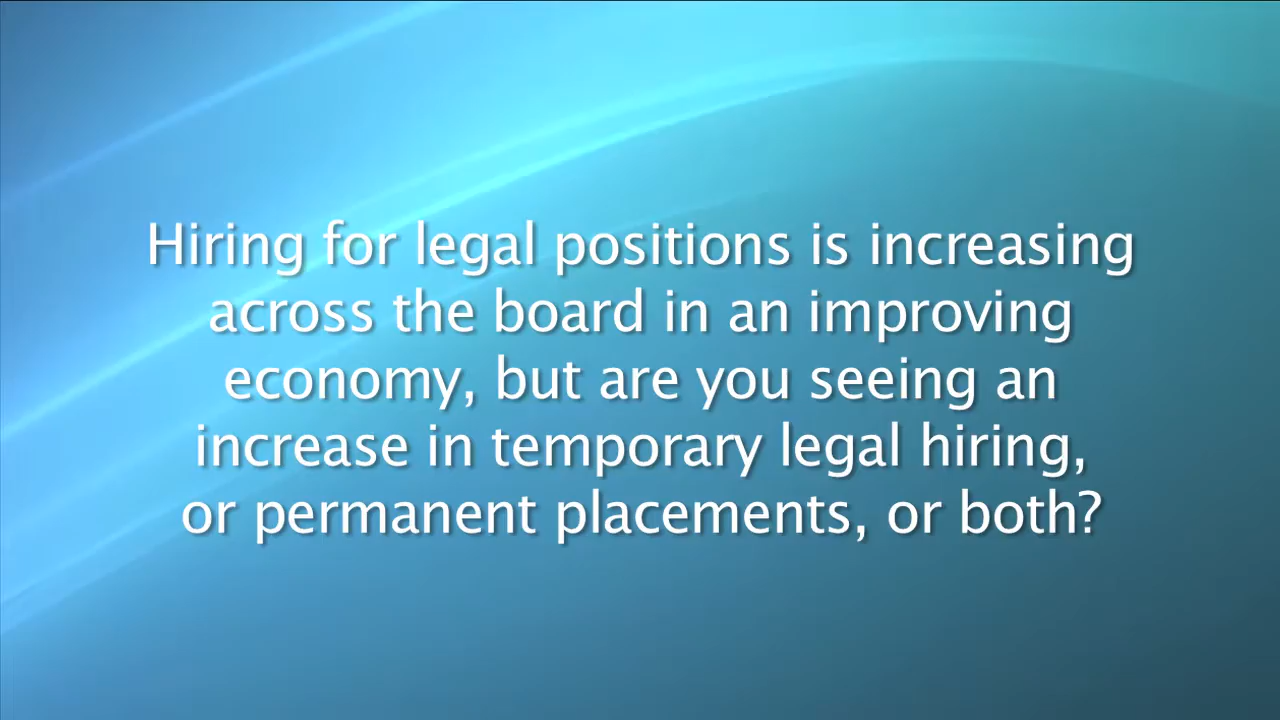 Hiring for legal positions is increasing
across the board in an improving
economy, but are you seeing an
increase in temporary legal hiring,
or permanent placements, or both?